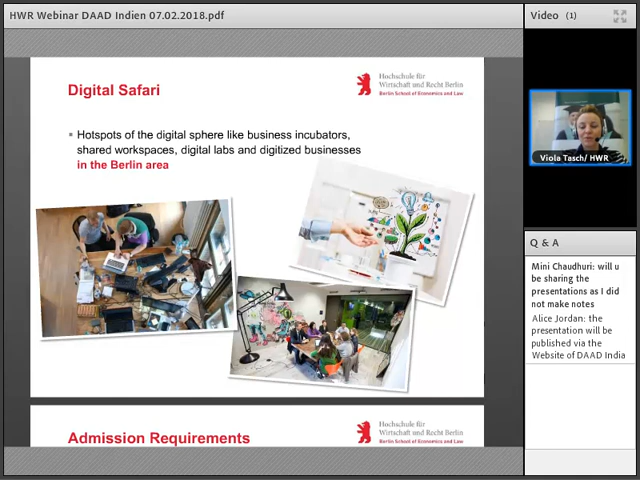 HWR Webinar DAAD Indien 07.02.2018.pdf
Video (1)
Digital Safari
Hochschule für
Wirtschaft und Recht Berlin
Berlin School of Economics and Law
▪ Hotspots of the digital sphere like business incubators,
shared workspaces, digital labs and digitized businesses
in the Berlin area
Viola Tasch/ HWR
Q & A
Mini Chaudhuri: will u
be sharing the
presentations as I did
not make notes
Alice Jordan: the
presentation will be
published via the
Website of DAAD India
Admission Requirements
Hochschule für
Wirtschaft und Recht Berlin
Berlin School of Economics and Law